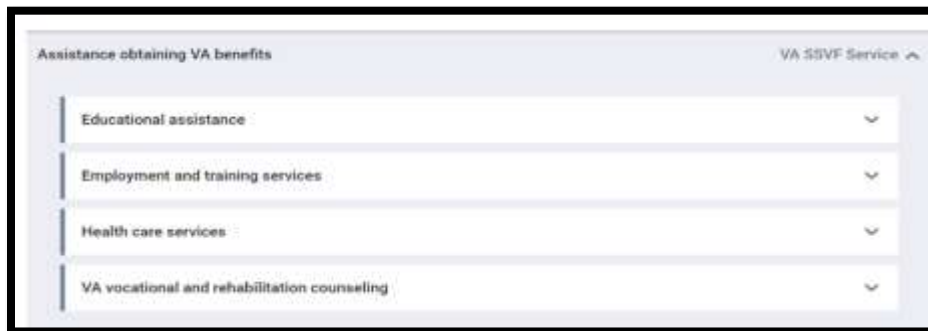 Assistance obtaining VA benefits VA SSVF Service
Educational assistance
Employment and training services
Health care services
VA vocational and rehabilitation counseling